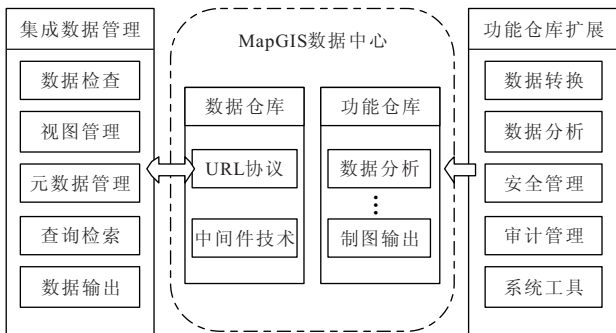 集成数据管理
数据检查
视图管理
元数据管理
查询检索
数据输出
MapGIS数据中心
数据仓库
URL协议
中间件技术
功能仓库
数据分析
制图输出
功能仓库扩展
数据转换
数据分析
安全管理
审计管理
系统工具